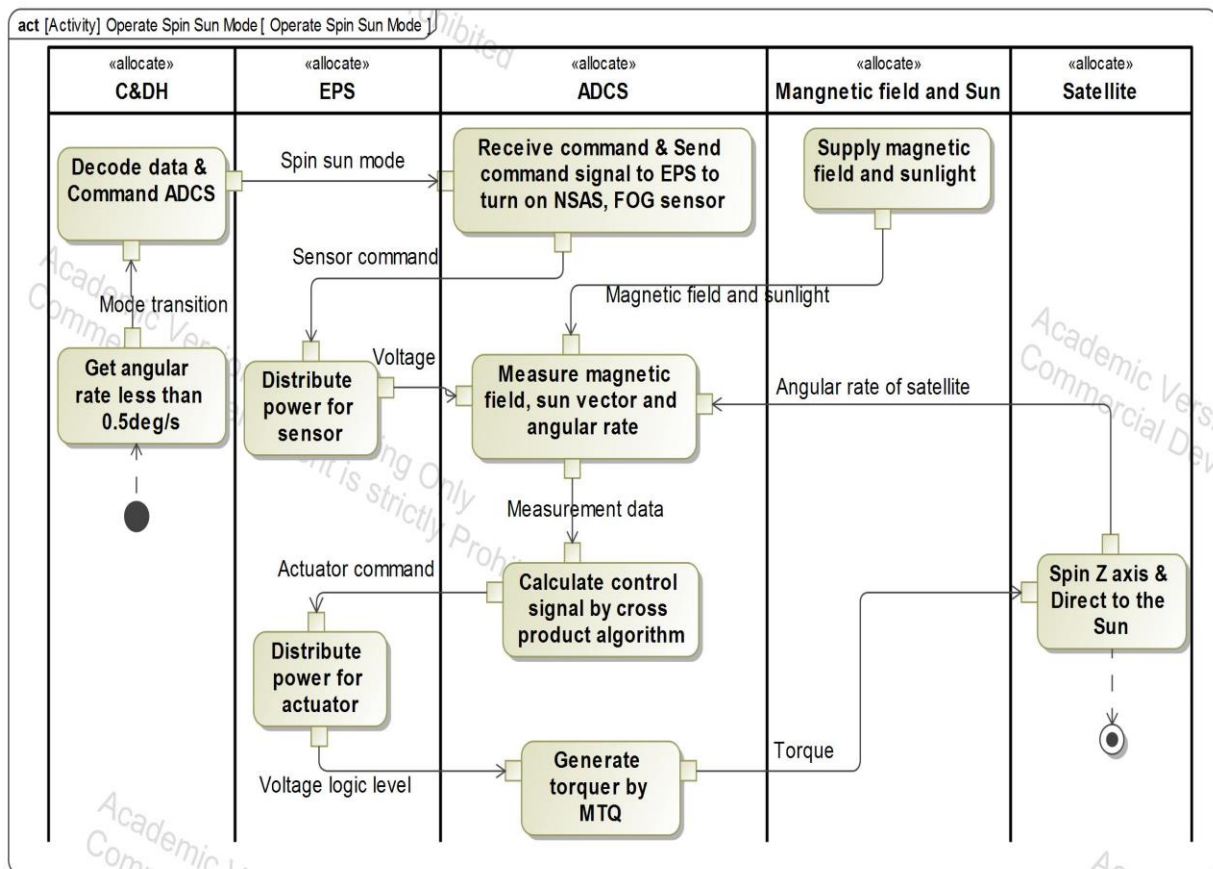 act [Activity] Operate Spin Sun Mode [ Operate Spin Sun Mode ]
«allocate»
C&DH
«allocate»
EPS
«allocate»
ADCS
«allocate»
Mangnetic field and Sun
«allocate»
Satellite
Decode data &
Command ADCS
Spin sun mode
Receive command & Send
command signal to EPS to
turn on NSAS, FOG sensor
Supply magnetic
field and sunlight
Sensor command
Magnetic field and sunlight
Mode transition
Get angular
rate less than
0.5deg/s
Distribute
power for
sensor
Voltage
Measure magnetic
field, sun vector and
angular rate
Angular rate of satellite
Measurement data
Actuator command
Calculate control
signal by cross
product algorithm
Spin Z axis &
Direct to the
Sun
Distribute
power for
actuator
Voltage logic level
Generate
torquer by
MTQ
Torque